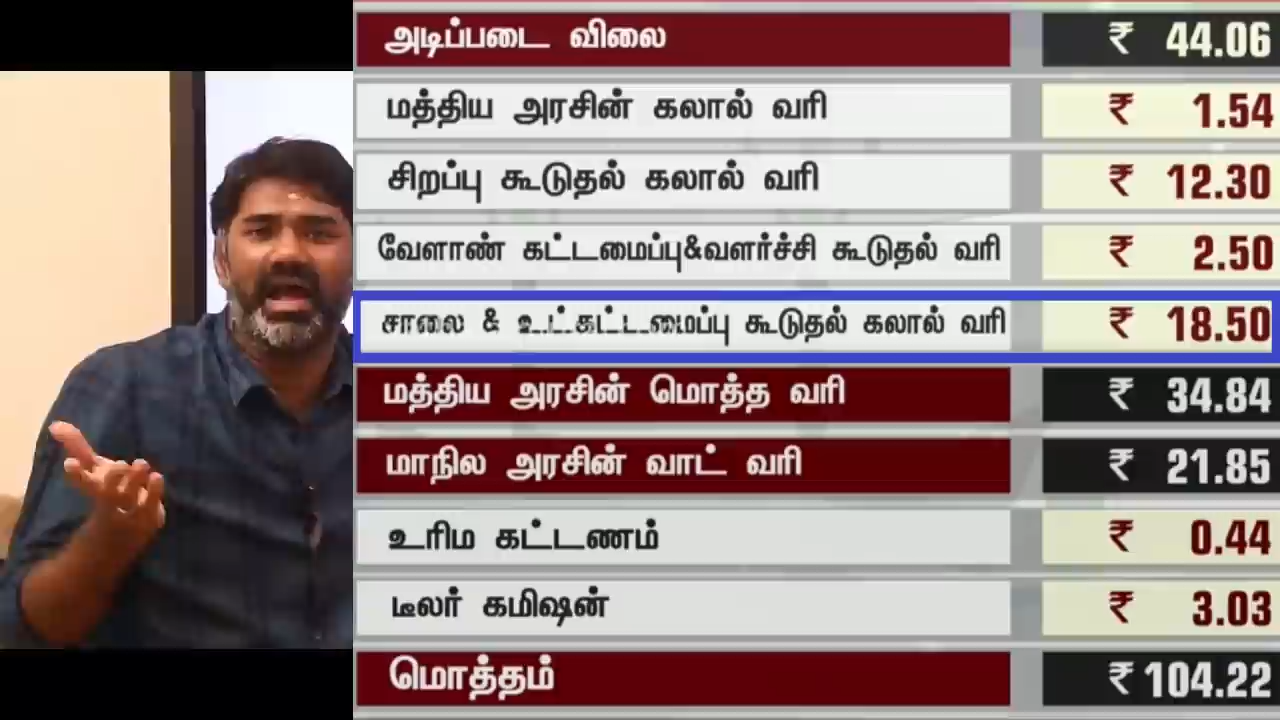 அடிப்படை விலை ₹ 44.06
மத்திய அரசின் கலால் வரி ₹ 1.54
சிறப்பு கூடுதல் கலால் வரி ₹ 12.30
வேளாண் கட்டமைப்பு&வளர்ச்சி கூடுதல் வரி ₹ 2.50
சாலை & உட்கட்டமைப்பு கூடுதல் கலால் வரி ₹ 18.50
மத்திய அரசின் மொத்த வரி ₹ 34.84
மாநில அரசின் வாட் வரி ₹ 21.85
உரிம கட்டணம் ₹ 0.44
டீலர் கமிஷன் ₹ 3.03
மொத்தம் ₹ 104.22